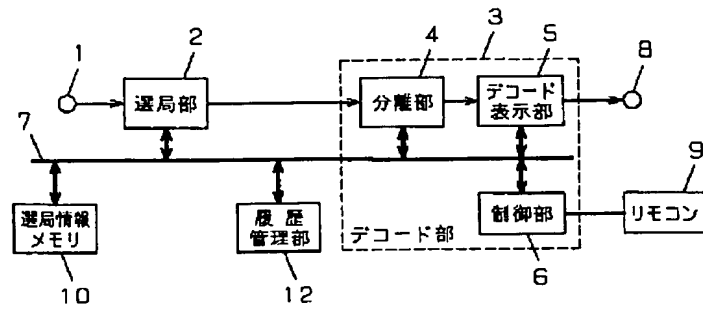 1
2
4
3
5
8
選局部
分離部
デコード
表示部
7
9
選局情報
メモリ
履歴
管理部
制御部
リモコン
デコード部
10
12
6